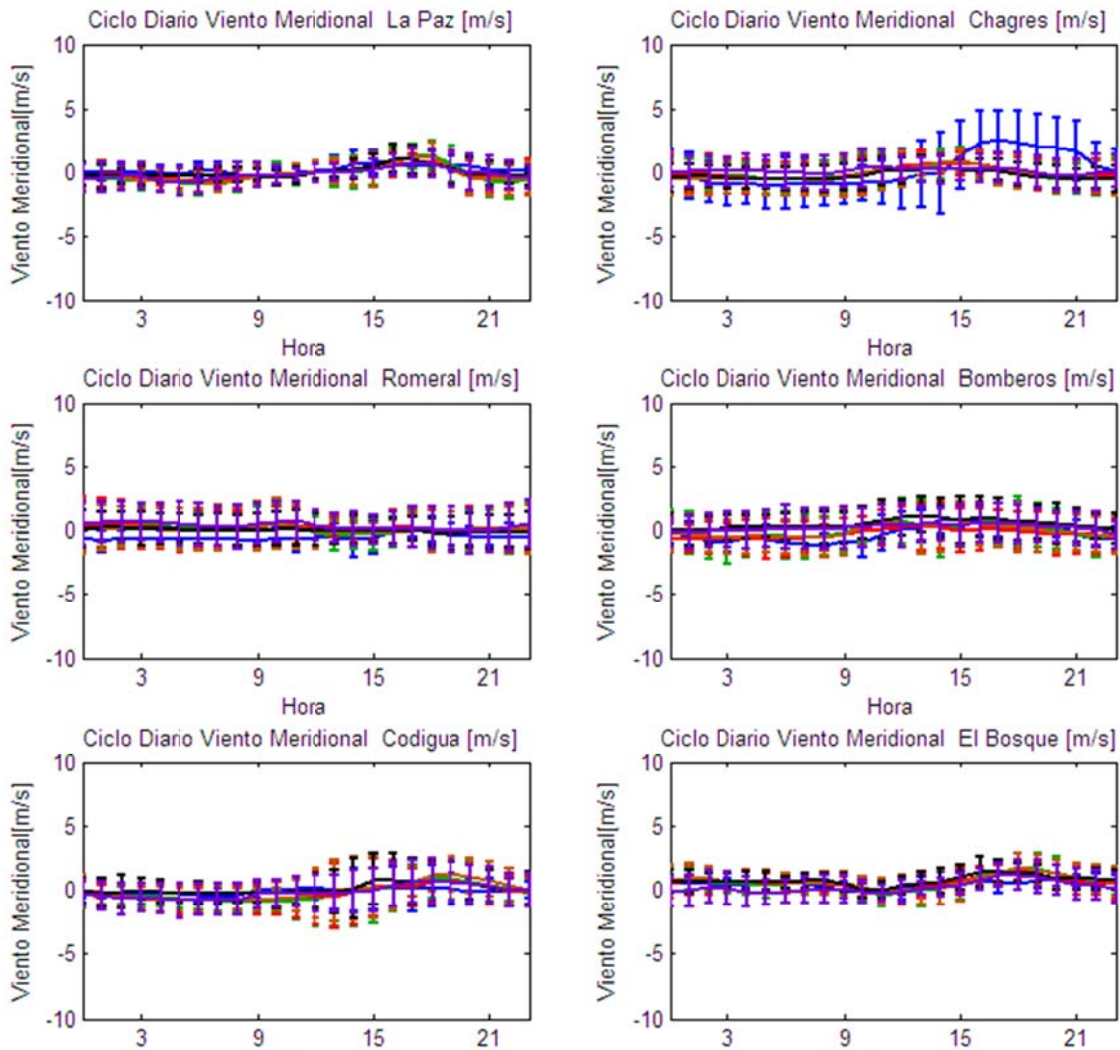 Ciclo Diario Viento Meridional La Paz [m/s]
Viento Meridional[m/s]
10
5
0
-5
-10
3 9 15 21
Hora
Ciclo Diario Viento Meridional Chagres [m/s]
Viento Meridional[m/s]
10
5
0
-5
-10
3 9 15 21
Hora
Ciclo Diario Viento Meridional Romeral [m/s]
Viento Meridional[m/s]
10
5
0
-5
-10
3 9 15 21
Hora
Ciclo Diario Viento Meridional Bomberos [m/s]
Viento Meridional[m/s]
10
5
0
-5
-10
3 9 15 21
Hora
Ciclo Diario Viento Meridional Codigua [m/s]
Viento Meridional[m/s]
10
5
0
-5
-10
3 9 15 21
Ciclo Diario Viento Meridional El Bosque [m/s]
Viento Meridional[m/s]
10
5
0
-5
-10
3 9 15 21